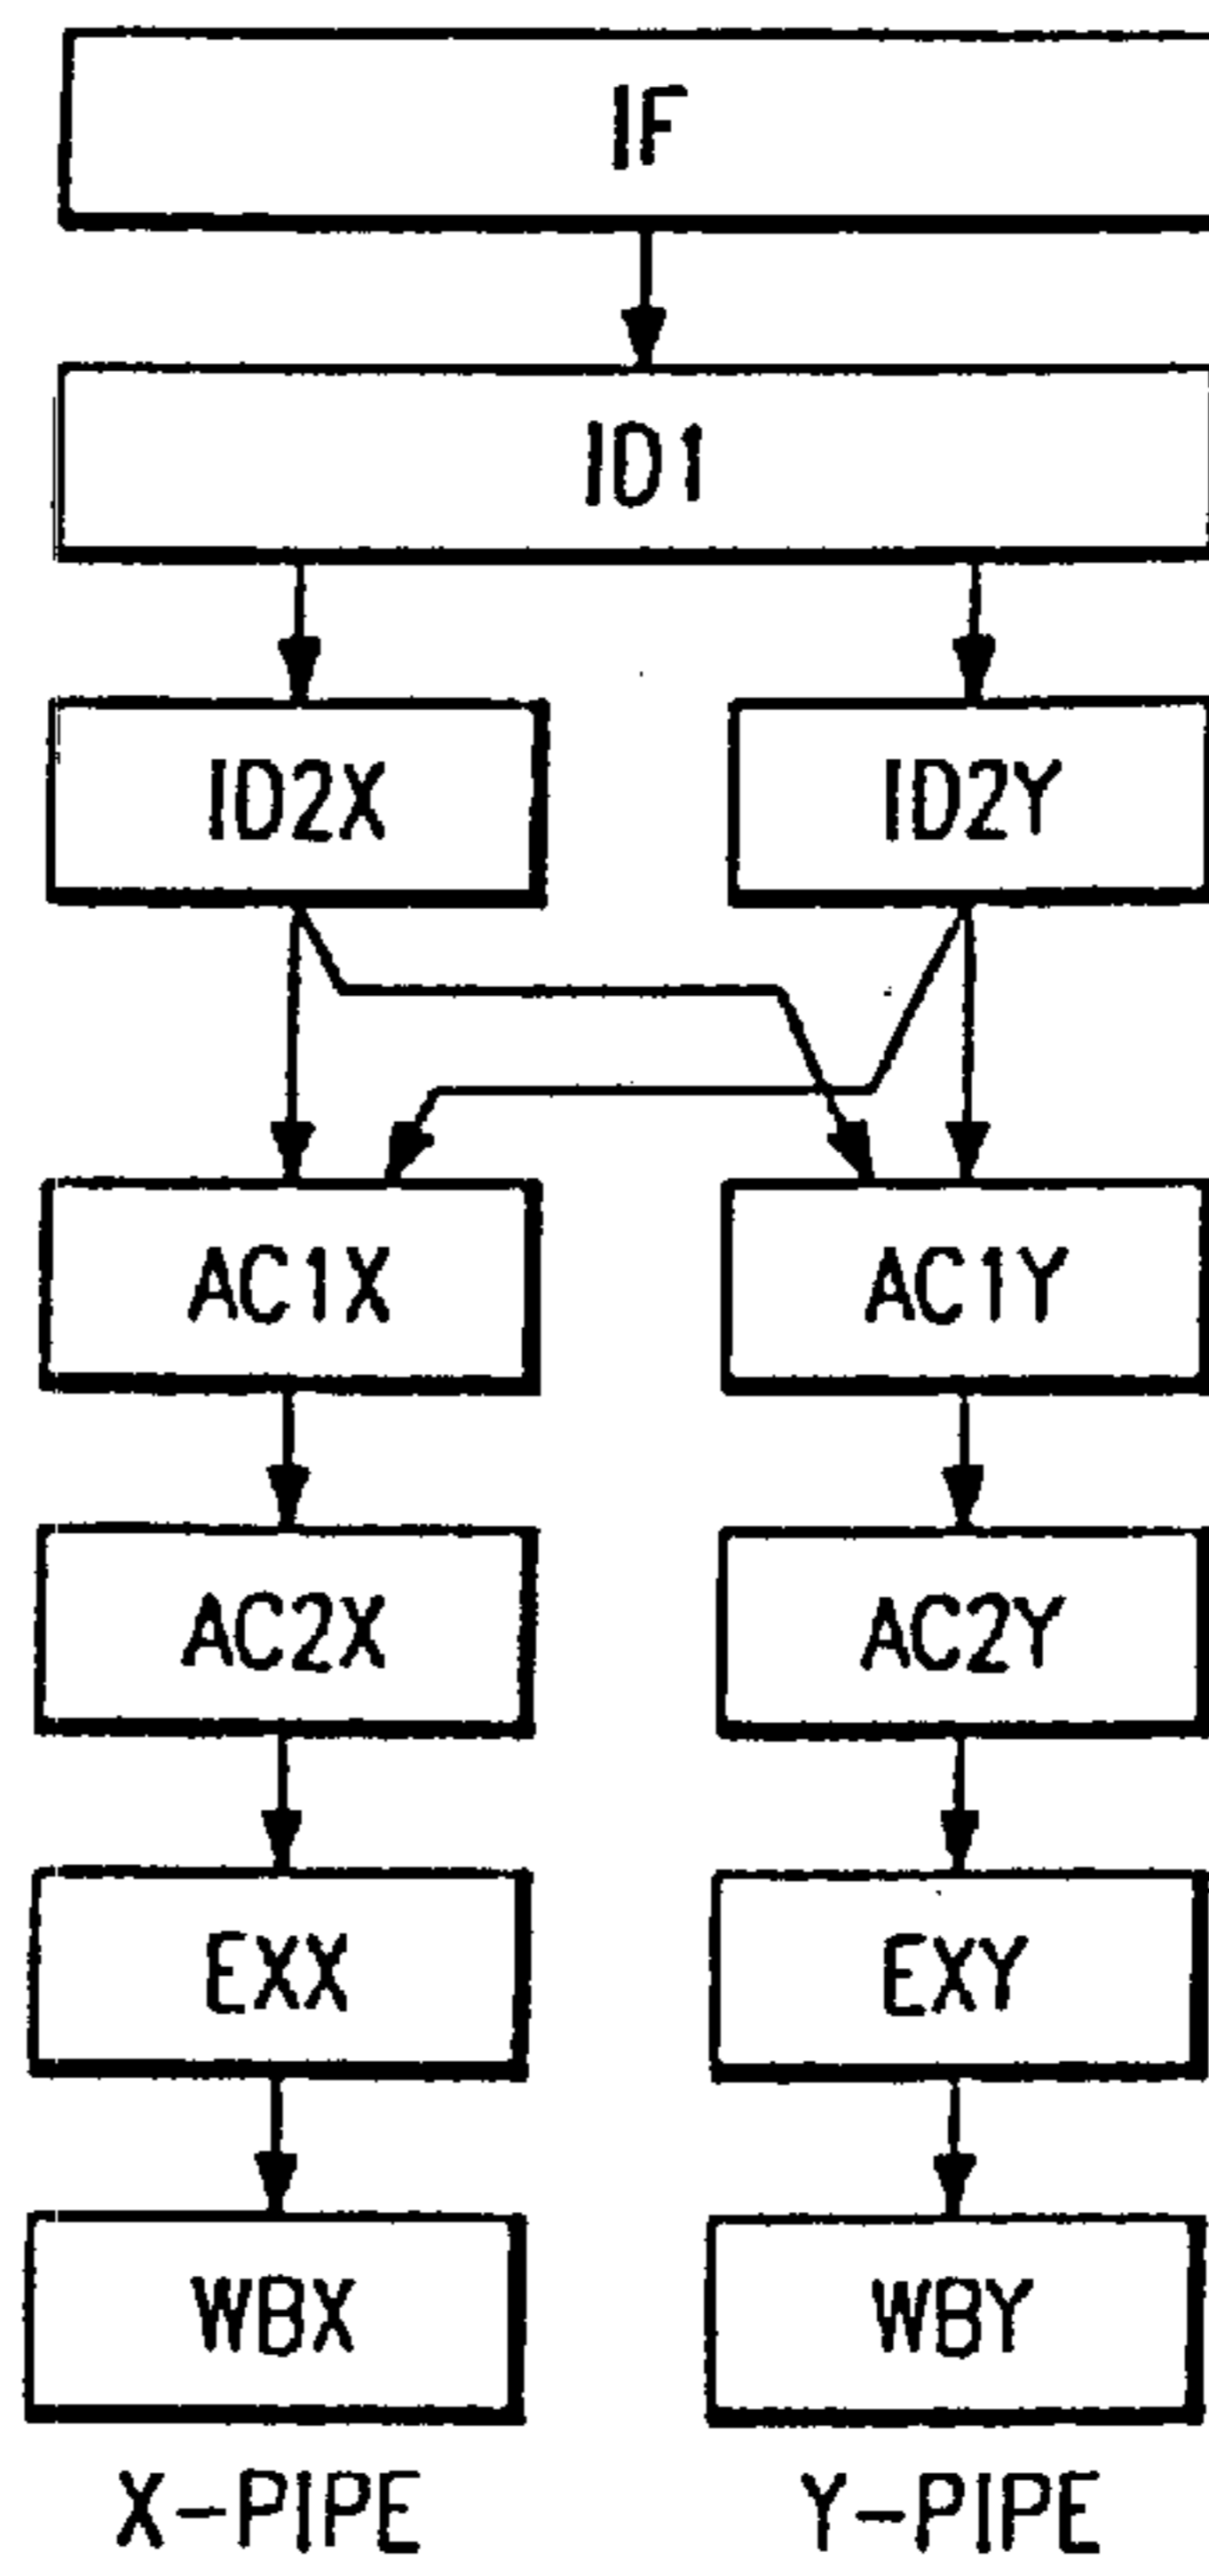 IF
ID1
ID2X ID2Y
AC1X AC1Y
AC2X AC2Y
EXX EXY
WBX WBY
X-PIPE Y-PIPE